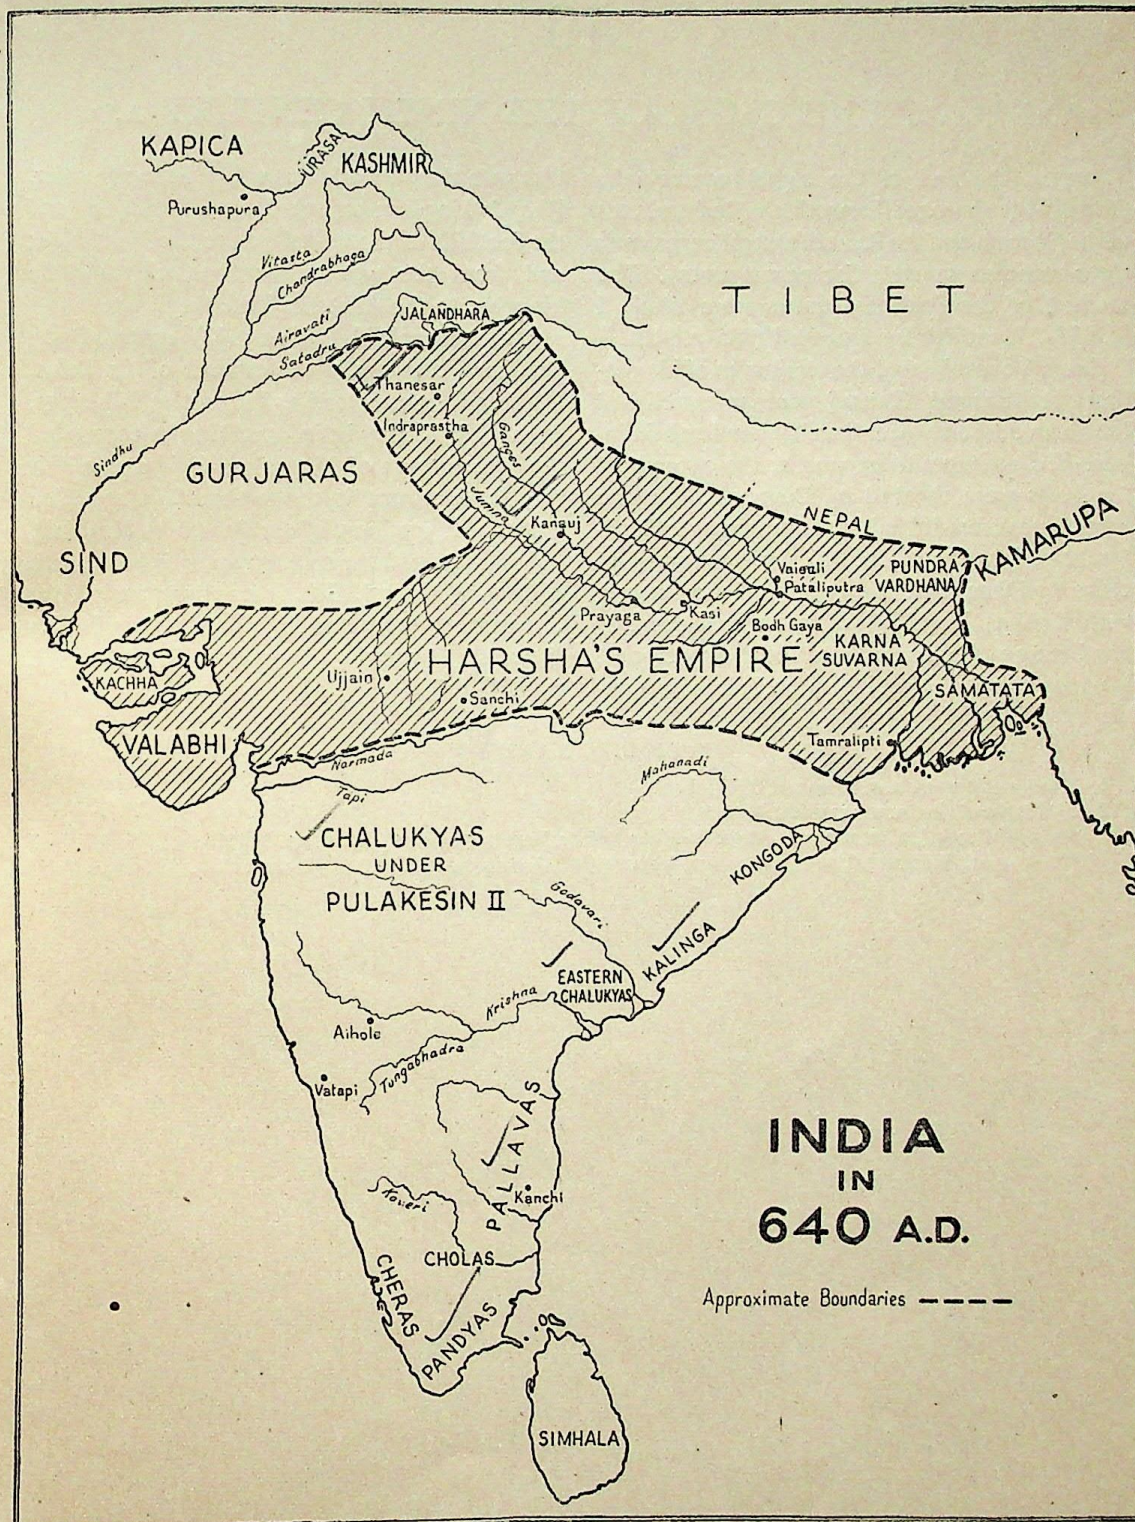 KAPICA
URASA
KASHMIR
Purushapura
Vitasta
Chandrabhaga
TIBET
JALANDHARA
Airavati
Satadru
Thanesar
Indraprastha
Ganges
Sindhu
GURJARAS
Jumna
Kanauj
NEPAL
KAMARUPA
SIND
Vaisali
PUNDRA
VARDHANA
Pataliputra
Prayaga
Kasi
Bodh Gaya
KARNA
SUVARNA
HARSHA'S EMPIRE
KACHHA
Ujjain
Sanchi
SAMATATA
VALABHI
Tamralipti
Narmada
Mahanadi
Tapi
CHALUKYAS
UNDER
PULAKESIN II
KONGODA
Godavari
KALINGA
EASTERN
CHALUKYAS
Krishna
Aihole
Tungabhadra
Vatapi
PALLAVAS
Kanchi
Kaveri
CHOLAS
CHERAS
PANDYAS
SIMHALA
INDIA
IN
640 A.D.
Approximate Boundaries